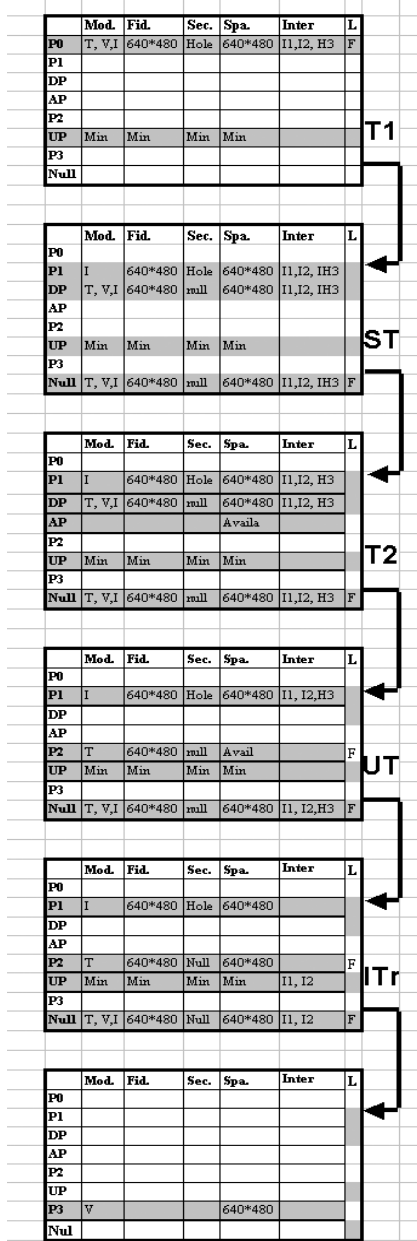 Mod. Fid. Sec. Spa. Inter L
P0 T, V,I 640*480 Hole 640*480 I1,I2, H3 F
P1
DP
AP
P2
UP Min Min Min Min
P3
Null
T1
Mod. Fid. Sec. Spa. Inter L
P0
P1 I 640*480 Hole 640*480 I1,I2, IH3
DP T, V,I 640*480 null 640*480 I1,I2, IH3
AP
P2
UP Min Min Min Min
P3
Null T, V,I 640*480 null 640*480 I1,I2, IH3 F
ST
Mod. Fid. Sec. Spa. Inter L
P0
P1 I 640*480 Hole 640*480 I1,I2, H3
DP T, V,I 640*480 null 640*480 I1,I2, H3
AP Availa
P2
UP Min Min Min Min
P3
Null T, V,I 640*480 null 640*480 I1,I2, H3 F
T2
Mod. Fid. Sec. Spa. Inter L
P0
P1 I 640*480 Hole 640*480 I1, I2,H3
DP
AP
P2 T 640*480 null Avail F
UP Min Min Min Min
P3
Null T, V,I 640*480 null 640*480 I1, I2,H3 F
UT
Mod. Fid. Sec. Spa. Inter L
P0
P1 I 640*480 Hole 640*480
DP
AP
P2 T 640*480 Null 640*480 F
UP Min Min Min Min I1, I2
P3
Null T, V,I 640*480 Null 640*480 I1, I2 F
ITr
Mod. Fid. Sec. Spa. Inter L
P0
P1
DP
AP
P2
UP
P3 V 640*480
Nul